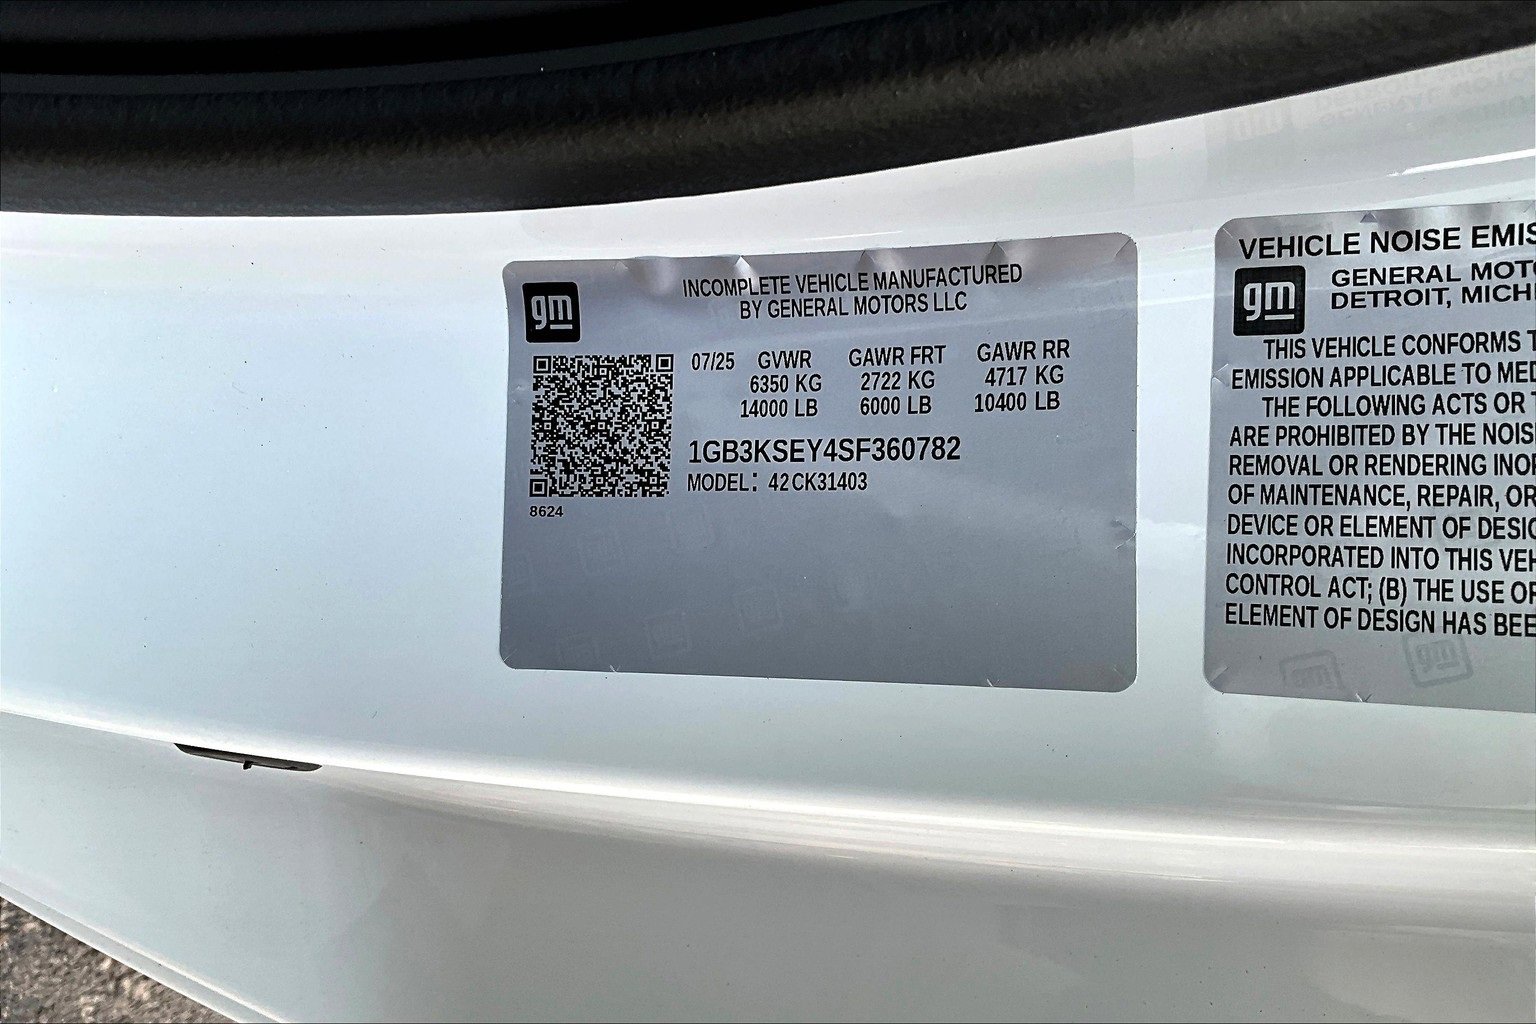 INCOMPLETE VEHICLE MANUFACTURED
BY GENERAL MOTORS LLC
gm
07/25 GVWR GAWR FRT GAWR RR
6350 KG 2722 KG 4717 KG
14000 LB 6000 LB 10400 LB
1GB3KSEY4SF360782
MODEL: 42CK31403
8624
VEHICLE NOISE EMIS
gm
GENERAL MOTO
DETROIT, MICHI
THIS VEHICLE CONFORMS T
EMISSION APPLICABLE TO MED
THE FOLLOWING ACTS OR T
ARE PROHIBITED BY THE NOISE
REMOVAL OR RENDERING INOP
OF MAINTENANCE, REPAIR, OR
DEVICE OR ELEMENT OF DESIG
INCORPORATED INTO THIS VEH
CONTROL ACT; (B) THE USE OF
ELEMENT OF DESIGN HAS BEE